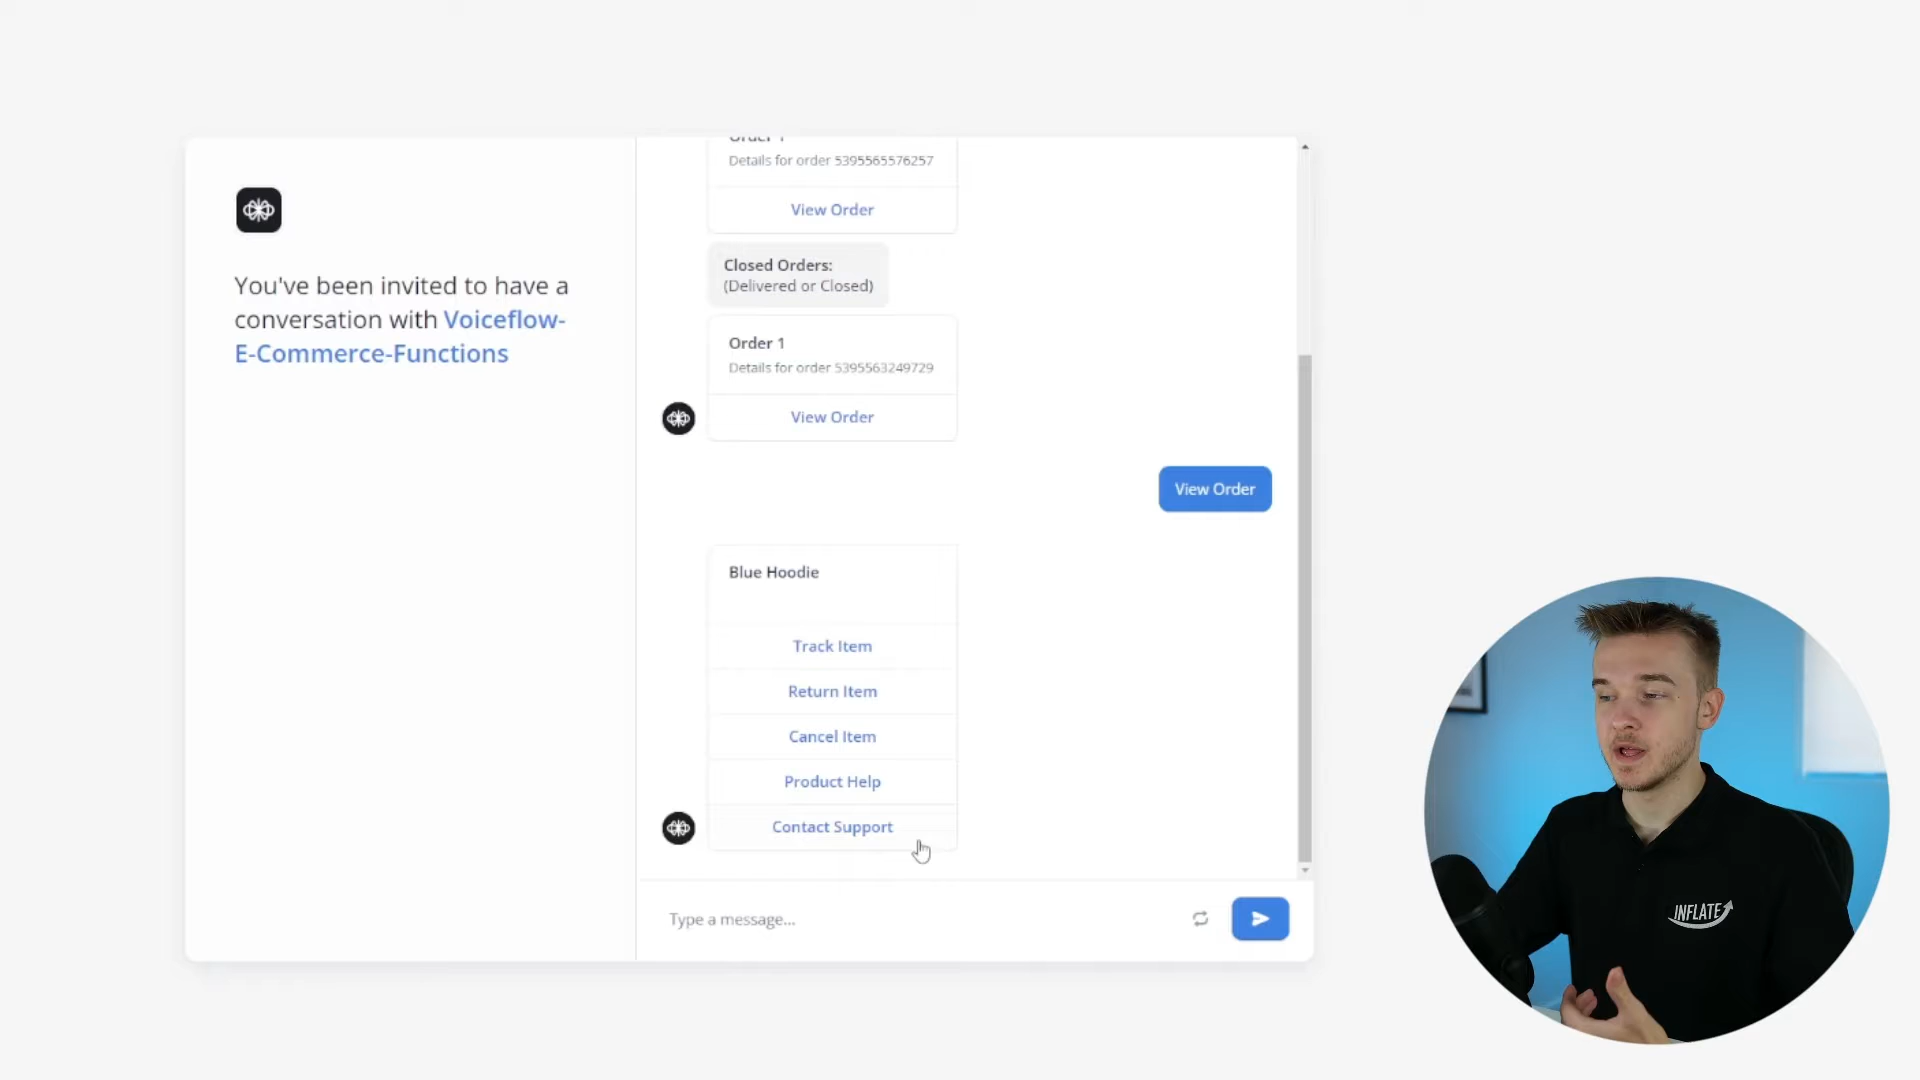 Order 1
Details for order 5395565576257
View Order
Closed Orders:
(Delivered or Closed)
Order 1
Details for order 5395563249729
View Order
You've been invited to have a
conversation with Voiceflow-
E-Commerce-Functions
View Order
Blue Hoodie
Track Item
Return Item
Cancel Item
Product Help
Contact Support
Type a message...
INFLATE